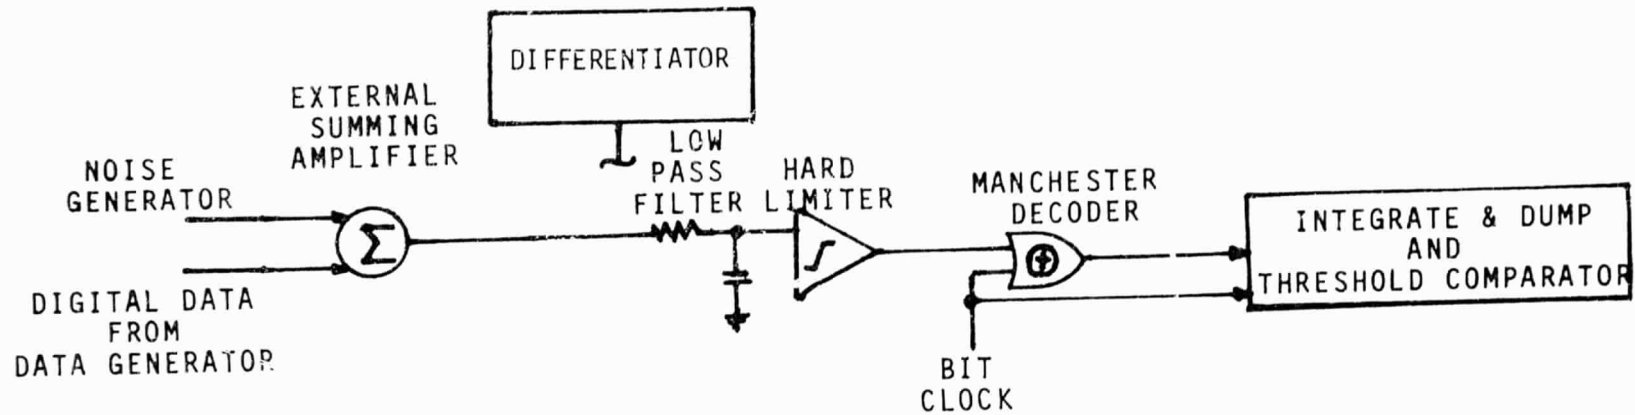 DIFFERENTIATOR
EXTERNAL
SUMMING
AMPLIFIER
NOISE
GENERATOR
Σ
DIGITAL DATA
FROM
DATA GENERATOR
LOW
PASS
FILTER
HARD
LIMITER
MANCHESTER
DECODER
BIT
CLOCK
INTEGRATE & DUMP
AND
THRESHOLD COMPARATOR